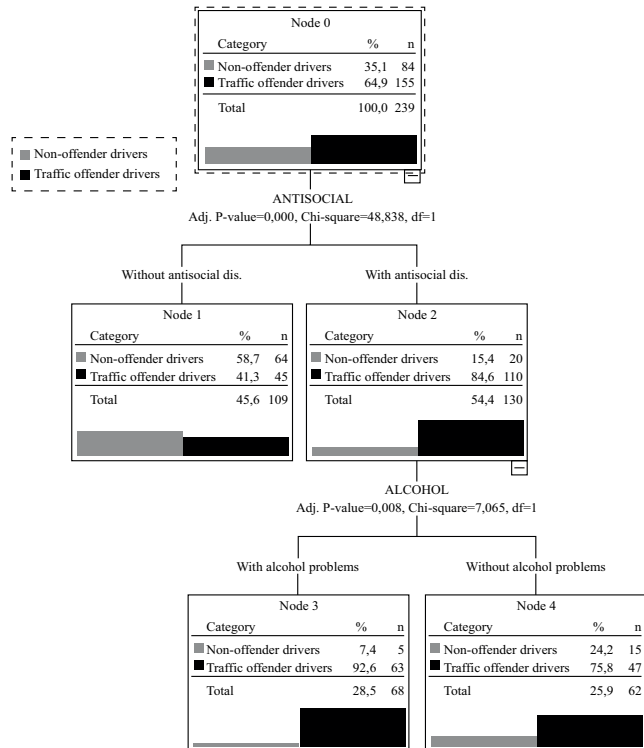 Node 0
Category % n
Non-offender drivers 35,1 84
Traffic offender drivers 64,9 155
Total 100,0 239
Non-offender drivers
Traffic offender drivers
ANTISOCIAL
Adj. P-value=0,000, Chi-square=48,838, df=1
Without antisocial dis.
With antisocial dis.
Node 1
Category % n
Non-offender drivers 58,7 64
Traffic offender drivers 41,3 45
Total 45,6 109
Node 2
Category % n
Non-offender drivers 15,4 20
Traffic offender drivers 84,6 110
Total 54,4 130
ALCOHOL
Adj. P-value=0,008, Chi-square=7,065, df=1
With alcohol problems
Without alcohol problems
Node 3
Category % n
Non-offender drivers 7,4 5
Traffic offender drivers 92,6 63
Total 28,5 68
Node 4
Category % n
Non-offender drivers 24,2 15
Traffic offender drivers 75,8 47
Total 25,9 62